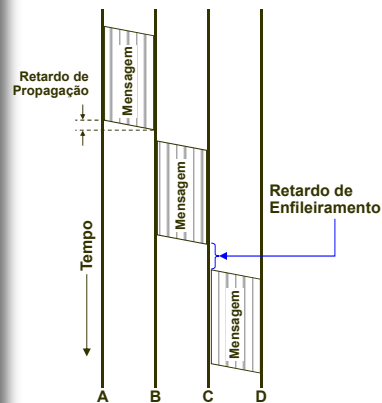 Mensagem
Retardo de
Propagação
Mensagem
Retardo de
Enfileiramento
Tempo
Mensagem
A B C D